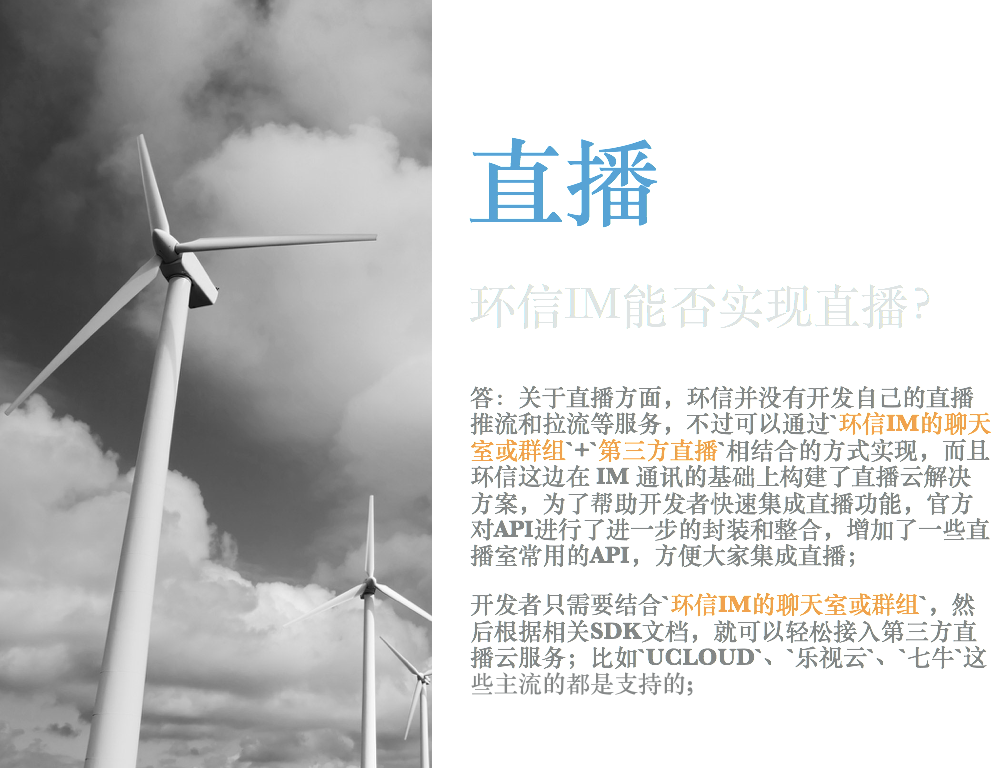 直播
环信IM能否实现直播?
答：关于直播方面，环信并没有开发自己的直播
推流和拉流等服务，不过可以通过`环信IM的聊天
室或群组`+`第三方直播`相结合的方式实现，而且
环信这边在 IM 通讯的基础上构建了直播云解决
方案，为了帮助开发者快速集成直播功能，官方
对API进行了进一步的封装和整合，增加了一些直
播室常用的API，方便大家集成直播；
开发者只需要结合`环信IM的聊天室或群组`，然
后根据相关SDK文档，就可以轻松接入第三方直
播云服务；比如`UCLOUD`、`乐视云`、`七牛`这
些主流的都是支持的；